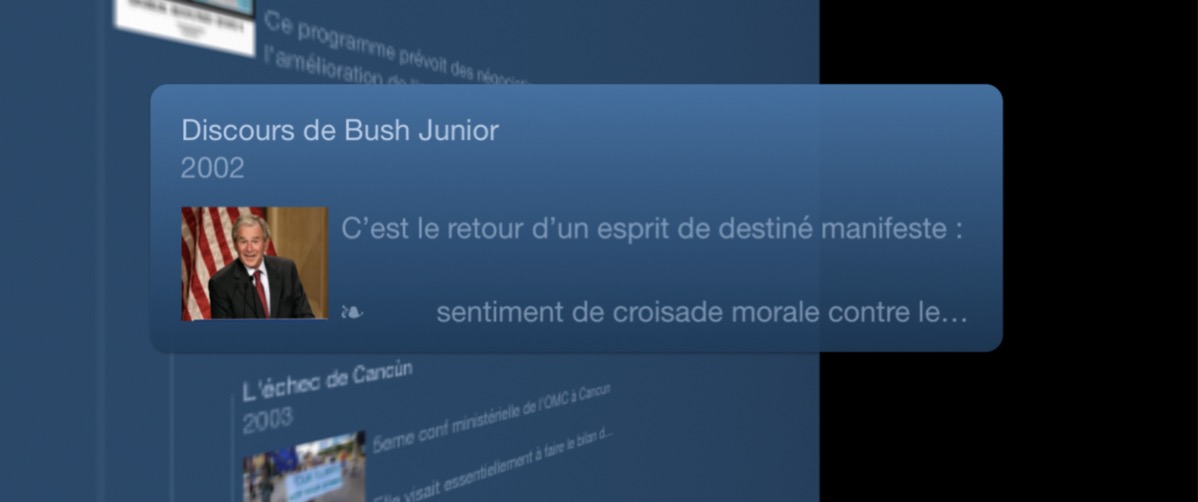 Ce programme prévoit des négociat
l'amélioration de l'
Discours de Bush Junior
2002
C’est le retour d’un esprit de destiné manifeste :
❧ sentiment de croisade morale contre le…
L'échec de Cancùn
2003
5eme conf ministérielle de l'OMC à Cancun
Elle visait essentiellement à faire le bilan d...